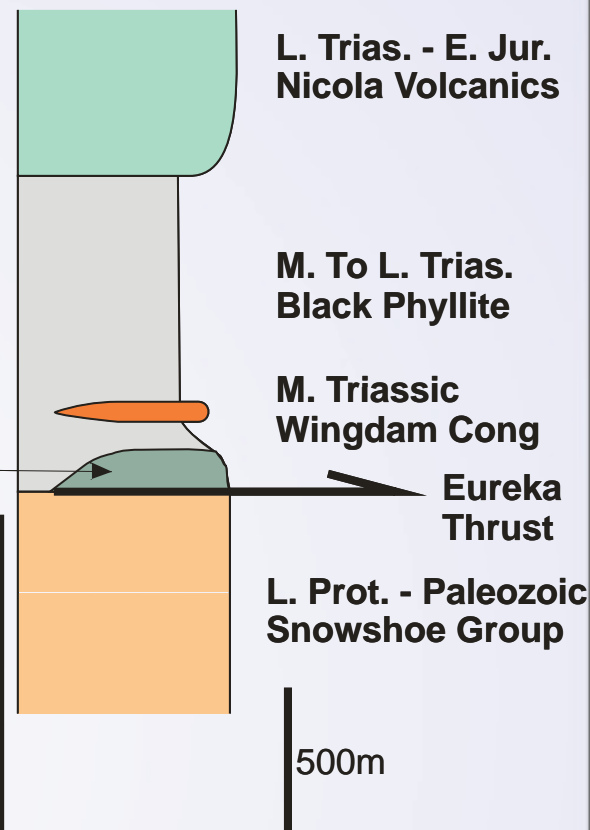 L. Trias. - E. Jur.
Nicola Volcanics
M. To L. Trias.
Black Phyllite
M. Triassic
Wingdam Cong
Eureka
Thrust
L. Prot. - Paleozoic
Snowshoe Group
500m